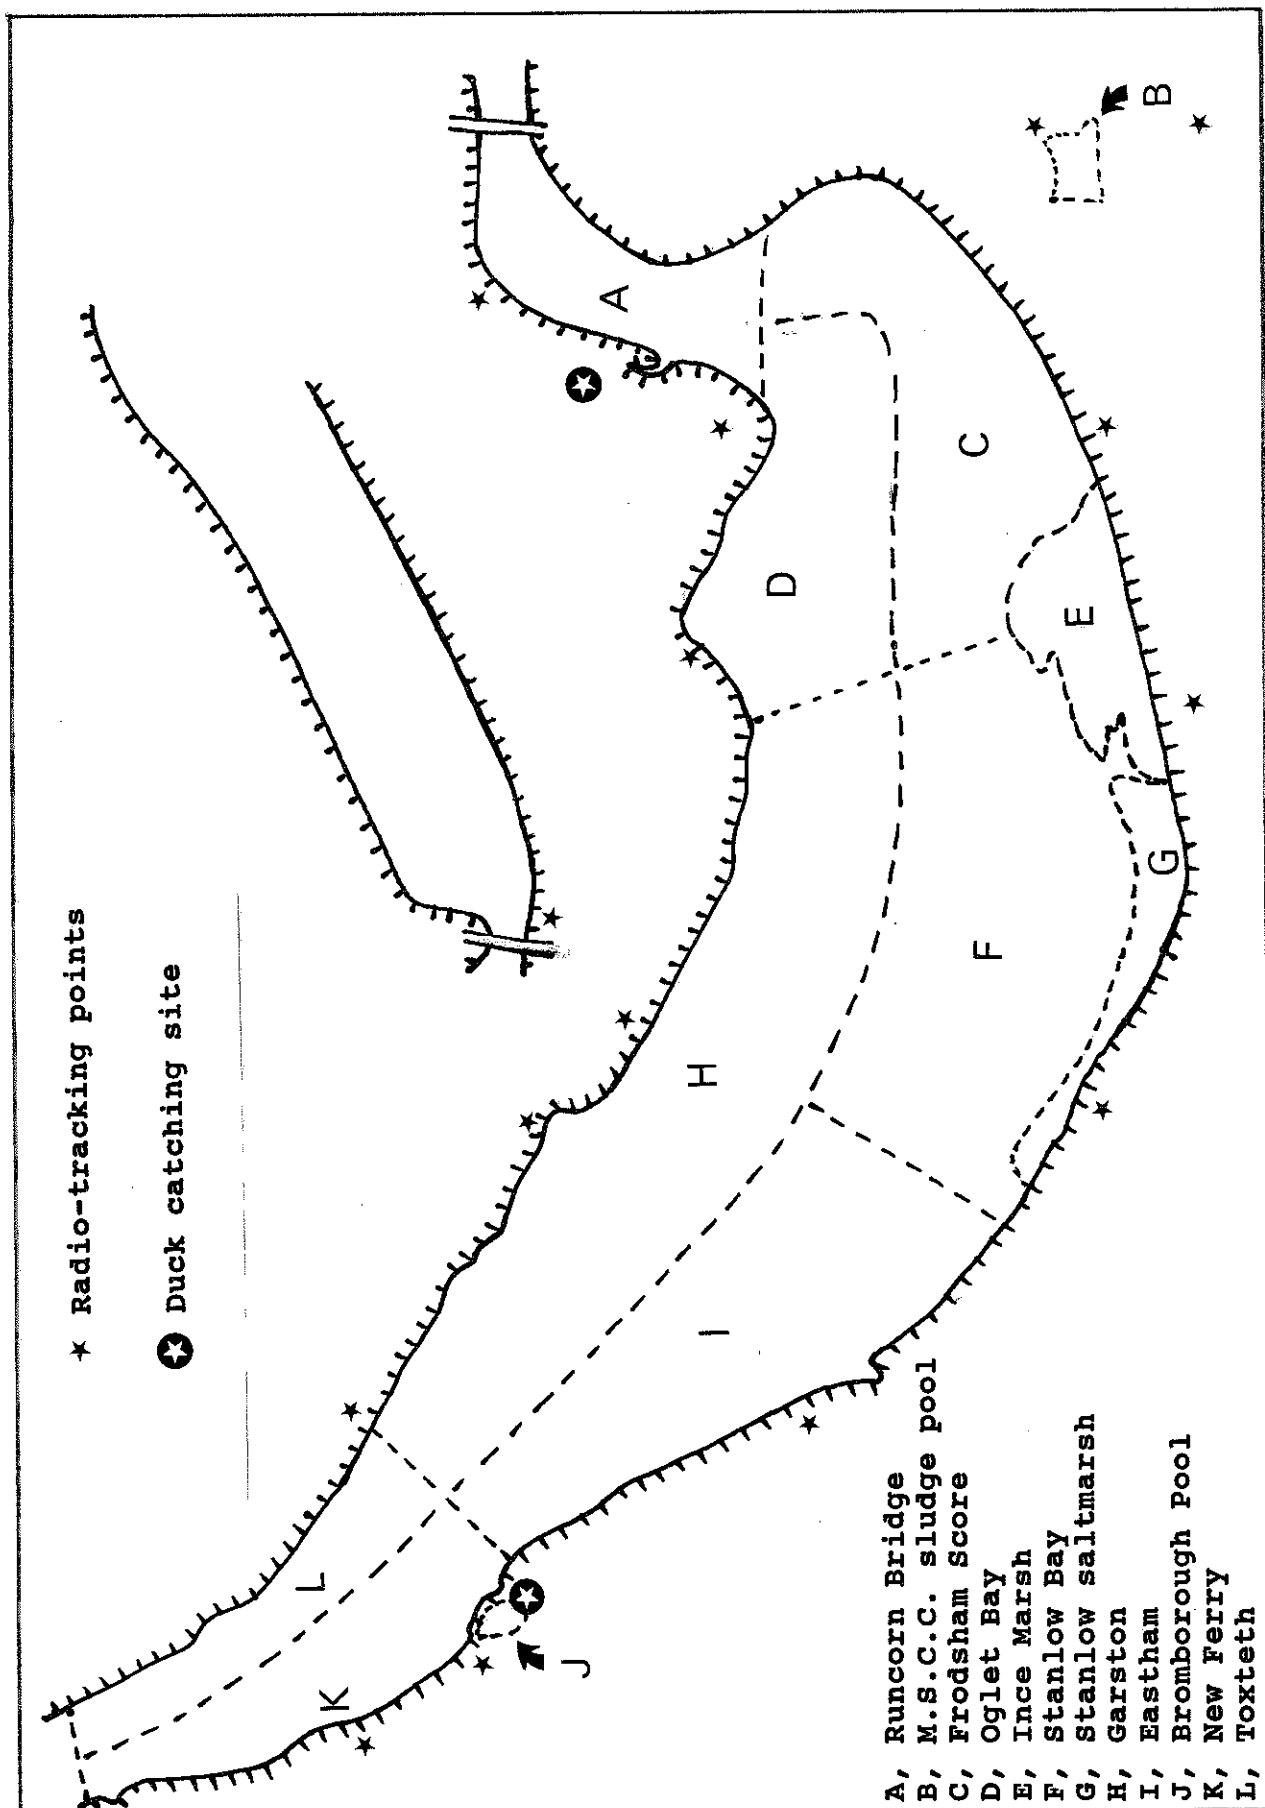 ★ Radio-tracking points
✪ Duck catching site
A
B
C
D
E
F
G
H
I
J
K
L
A, Runcorn Bridge
B, M.S.C.C. sludge pool
C, Frodsham Score
D, Oglet Bay
E, Ince Marsh
F, Stanlow Bay
G, Stanlow saltmarsh
H, Garston
I, Eastham
J, Bromborough Pool
K, New Ferry
L, Toxteth